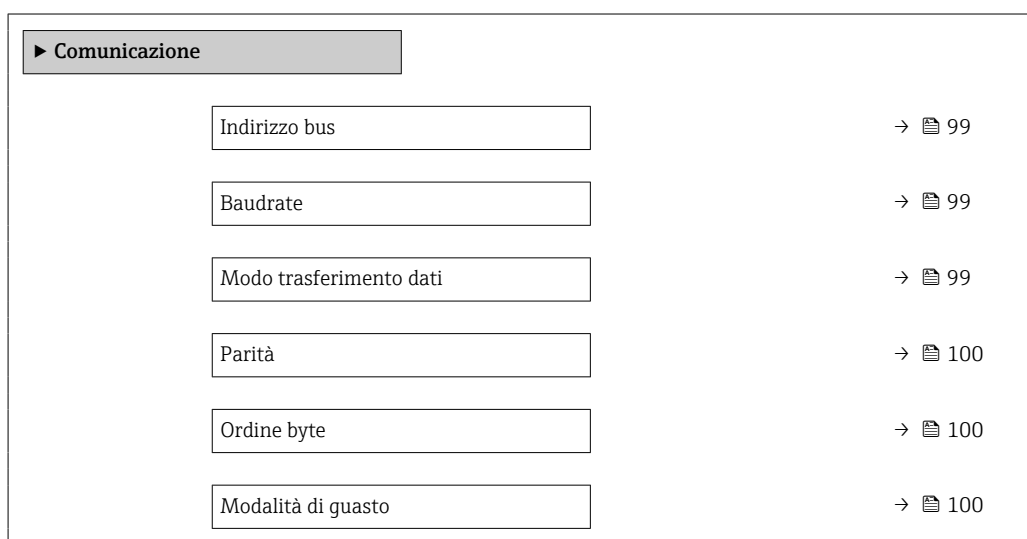 ▶ Comunicazione
Indirizzo bus → 99
Baudrate → 99
Modo trasferimento dati → 99
Parità → 100
Ordine byte → 100
Modalità di guasto → 100